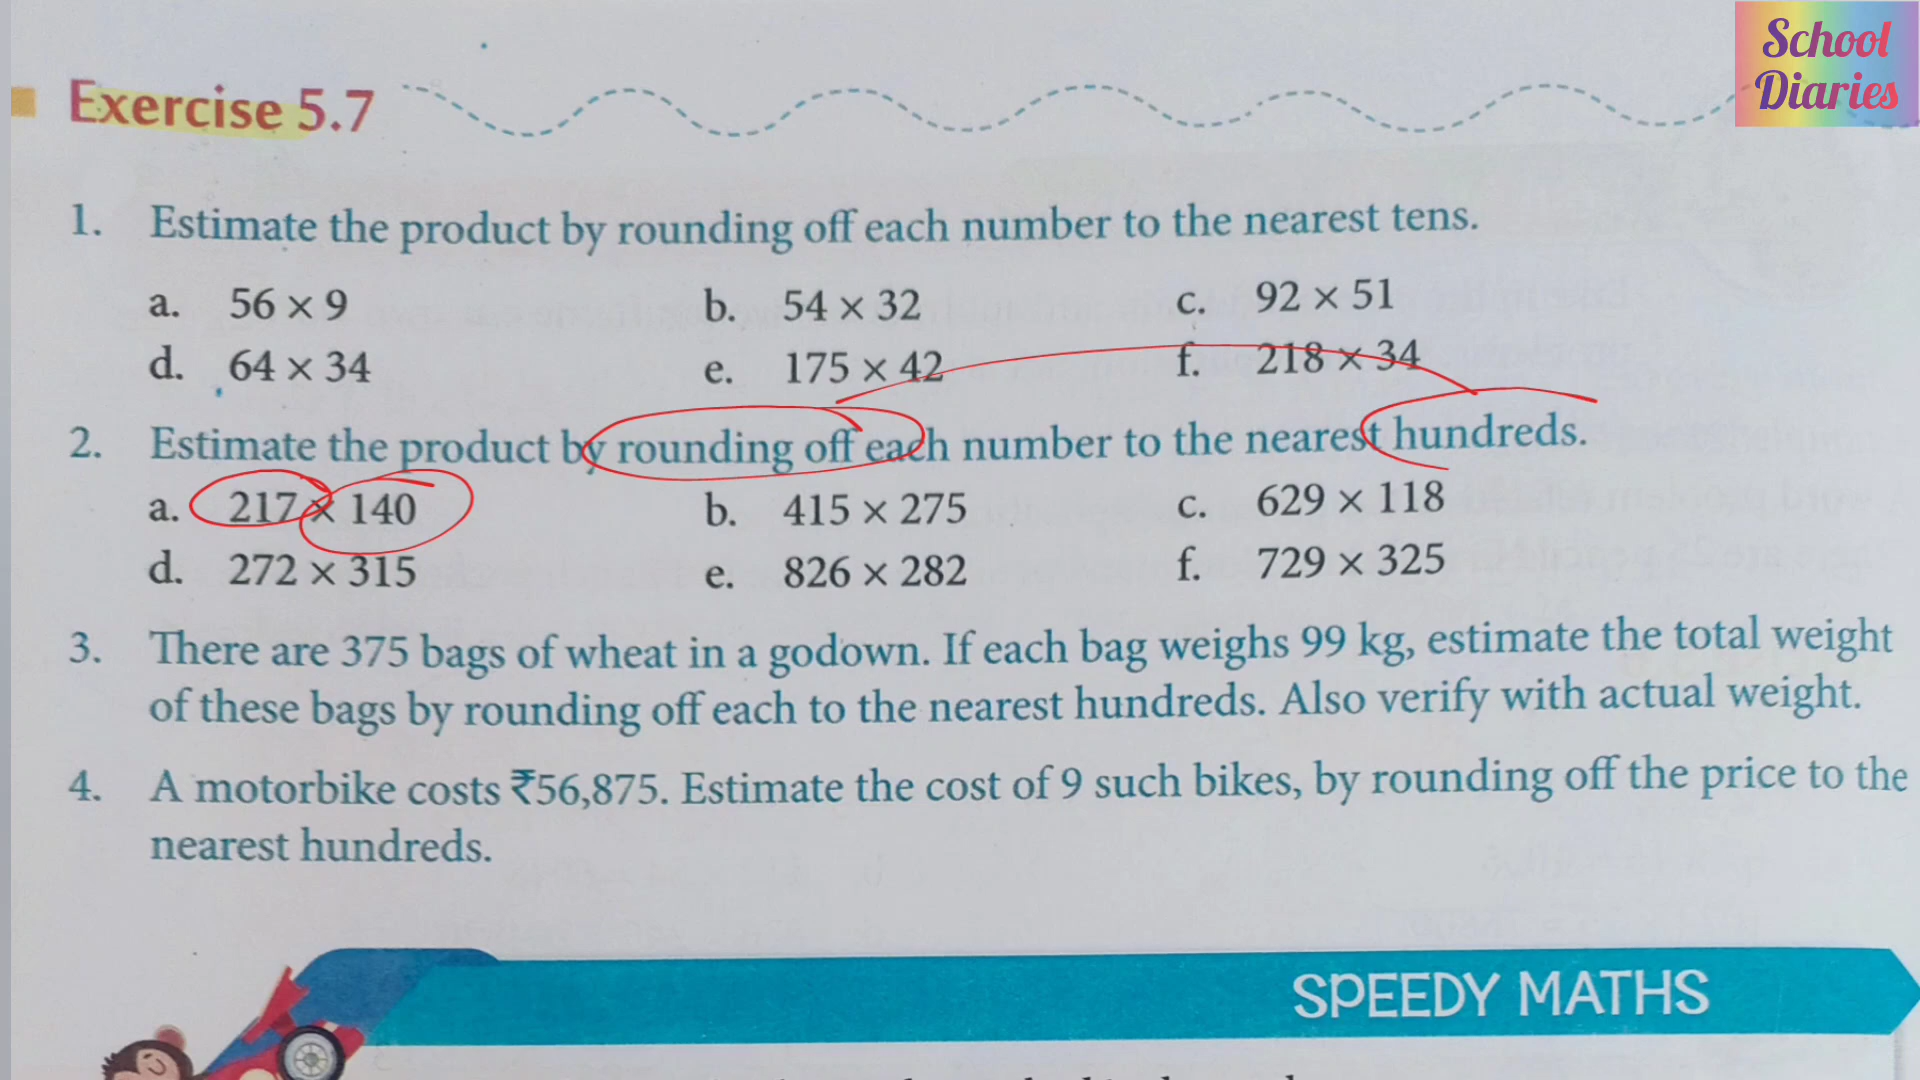 School
Diaries
Exercise 5.7
1. Estimate the product by rounding off each number to the nearest tens.
a. 56 × 9 b. 54 × 32 c. 92 × 51
d. 64 × 34 e. 175 × 42 f. 218 × 34
2. Estimate the product by rounding off each number to the nearest hundreds.
a. 217 × 140 b. 415 × 275 c. 629 × 118
d. 272 × 315 e. 826 × 282 f. 729 × 325
3. There are 375 bags of wheat in a godown. If each bag weighs 99 kg, estimate the total weight
of these bags by rounding off each to the nearest hundreds. Also verify with actual weight.
4. A motorbike costs ₹56,875. Estimate the cost of 9 such bikes, by rounding off the price to the
nearest hundreds.
SPEEDY MATHS